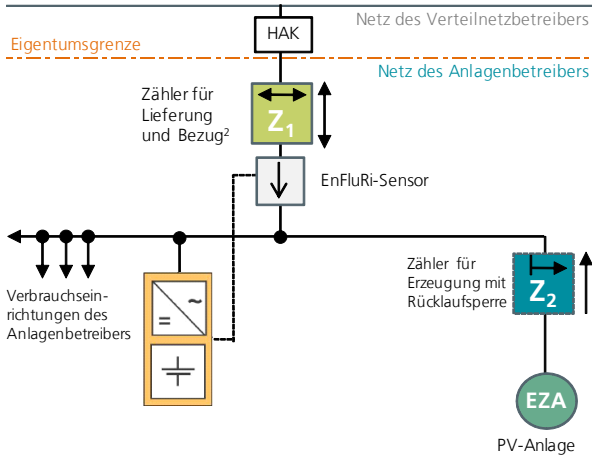 Netz des Verteilnetzbetreibers
HAK
Eigentumsgrenze
Netz des Anlagenbetreibers
Zähler für
Lieferung
und Bezug²
Z₁
EnFluRi-Sensor
Zähler für
Erzeugung mit
Rücklaufsperre
Z₂
Verbrauchsein-
richtungen des
Anlagenbetreibers
~
=
EZA
PV-Anlage